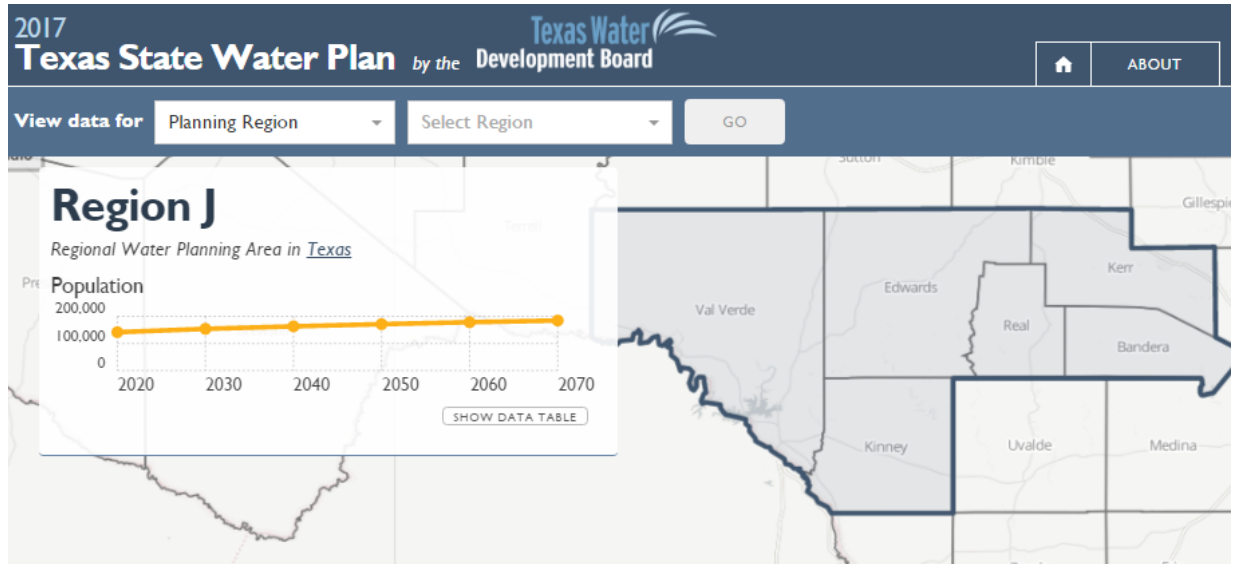 2017
Texas State Water Plan by the
Texas Water
Development Board
ABOUT
View data for Planning Region Select Region GO
Sutton
Kimble
Gillespie
Region J
Terrell
Regional Water Planning Area in Texas
Population
200,000
100,000
0
2020 2030 2040 2050 2060 2070
SHOW DATA TABLE
Val Verde
Edwards
Kerr
Real
Bandera
Kinney
Uvalde
Medina